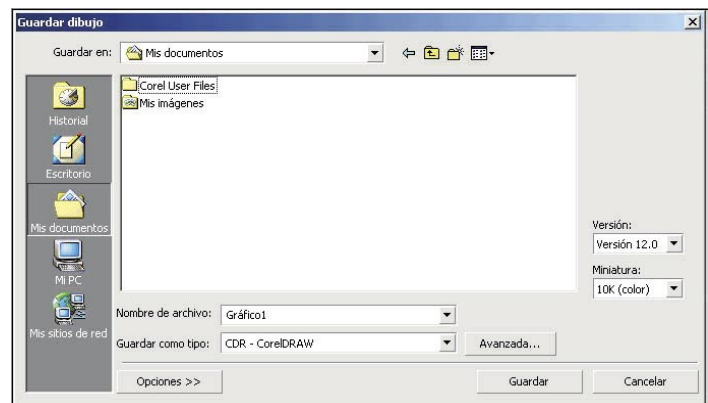 Guardar dibujo
Guardar en: Mis documentos
Historial
Escritorio
Mis documentos
Mi PC
Mis sitios de red
Corel User Files
Mis imágenes
Versión:
Versión 12.0
Miniatura:
10K (color)
Nombre de archivo: Gráfico1
Guardar como tipo: CDR - CorelDRAW
Avanzada...
Opciones >>
Guardar
Cancelar